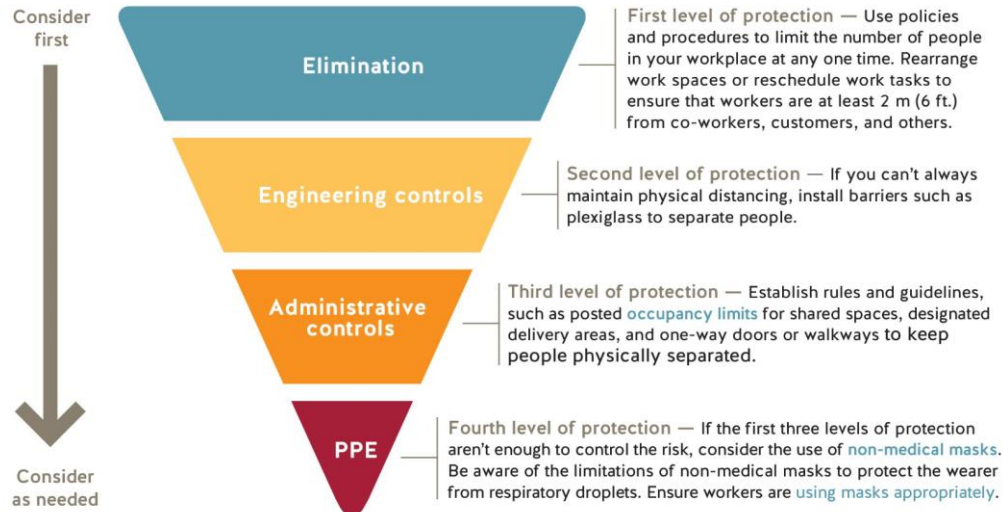 Consider
first
Elimination
First level of protection — Use policies
and procedures to limit the number of people
in your workplace at any one time. Rearrange
work spaces or reschedule work tasks to
ensure that workers are at least 2 m (6 ft.)
from co-workers, customers, and others.
Engineering controls
Second level of protection — If you can't always
maintain physical distancing, install barriers such as
plexiglass to separate people.
Administrative
controls
Third level of protection — Establish rules and guidelines,
such as posted occupancy limits for shared spaces, designated
delivery areas, and one-way doors or walkways to keep
people physically separated.
PPE
Fourth level of protection — If the first three levels of protection
aren't enough to control the risk, consider the use of non-medical masks.
Be aware of the limitations of non-medical masks to protect the wearer
from respiratory droplets. Ensure workers are using masks appropriately.
Consider
as needed